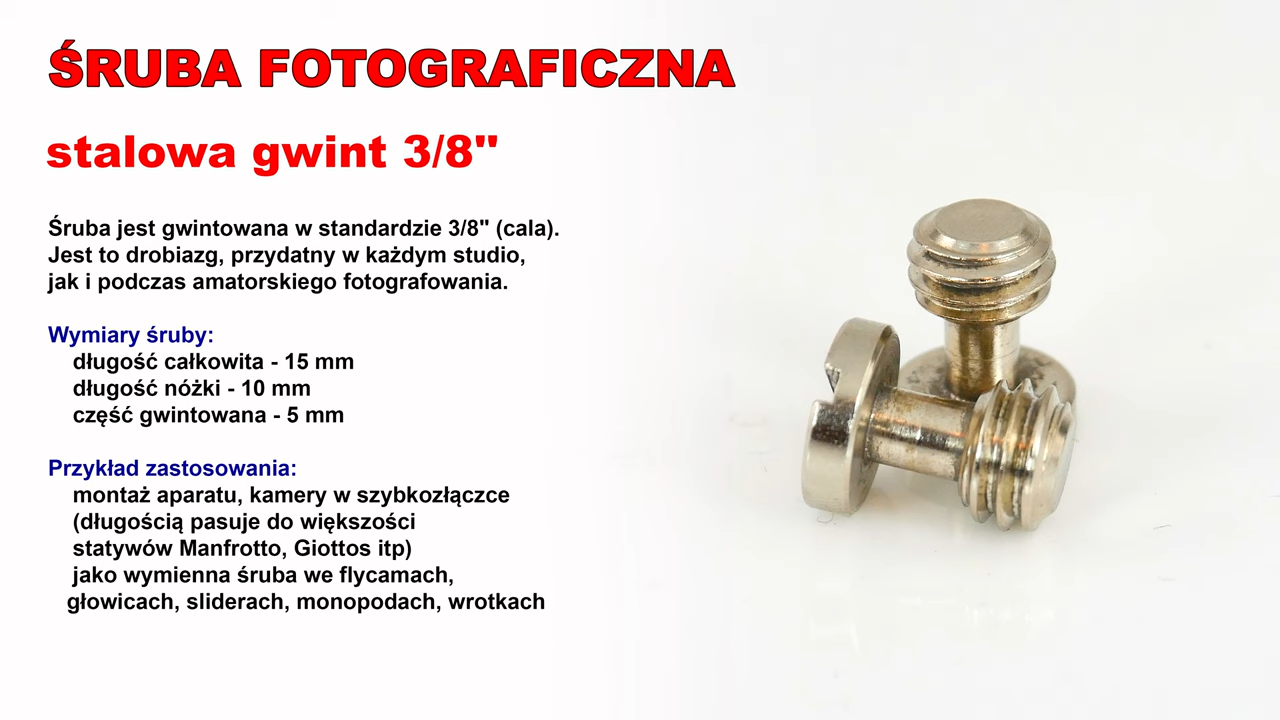 ŚRUBA FOTOGRAFICZNA
stalowa gwint 3/8"
Śruba jest gwintowana w standardzie 3/8" (cala).
Jest to drobiazg, przydatny w każdym studio,
jak i podczas amatorskiego fotografowania.
Wymiary śruby:
długość całkowita - 15 mm
długość nóżki - 10 mm
część gwintowana - 5 mm
Przykład zastosowania:
montaż aparatu, kamery w szybkozłączce
(długością pasuje do większości
statywów Manfrotto, Giottos itp)
jako wymienna śruba we flycamach,
głowicach, sliderach, monopodach, wrotkach